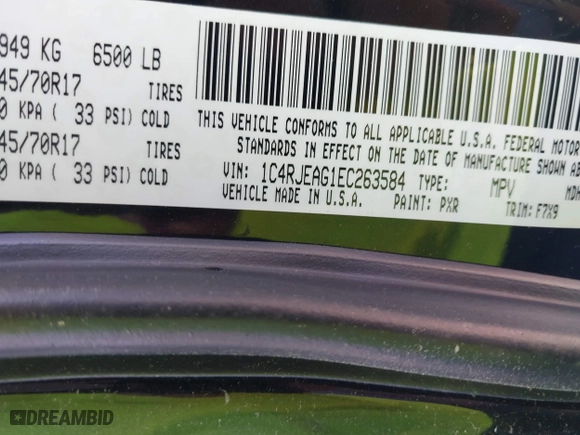 949 KG 6500 LB
45/70R17 TIRES
0 KPA ( 33 PSI) COLD
45/70R17 TIRES
0 KPA ( 33 PSI) COLD
THIS VEHICLE CONFORMS TO ALL APPLICABLE U.S.A. FEDERAL MOTOR
STANDARDS IN EFFECT ON THE DATE OF MANUFACTURE SHOWN AB
VIN: 1C4RJEAG1EC263584 TYPE: MPV
VEHICLE MADE IN U.S.A. PAINT: PXR TRIM: F7X9
DREAMBID